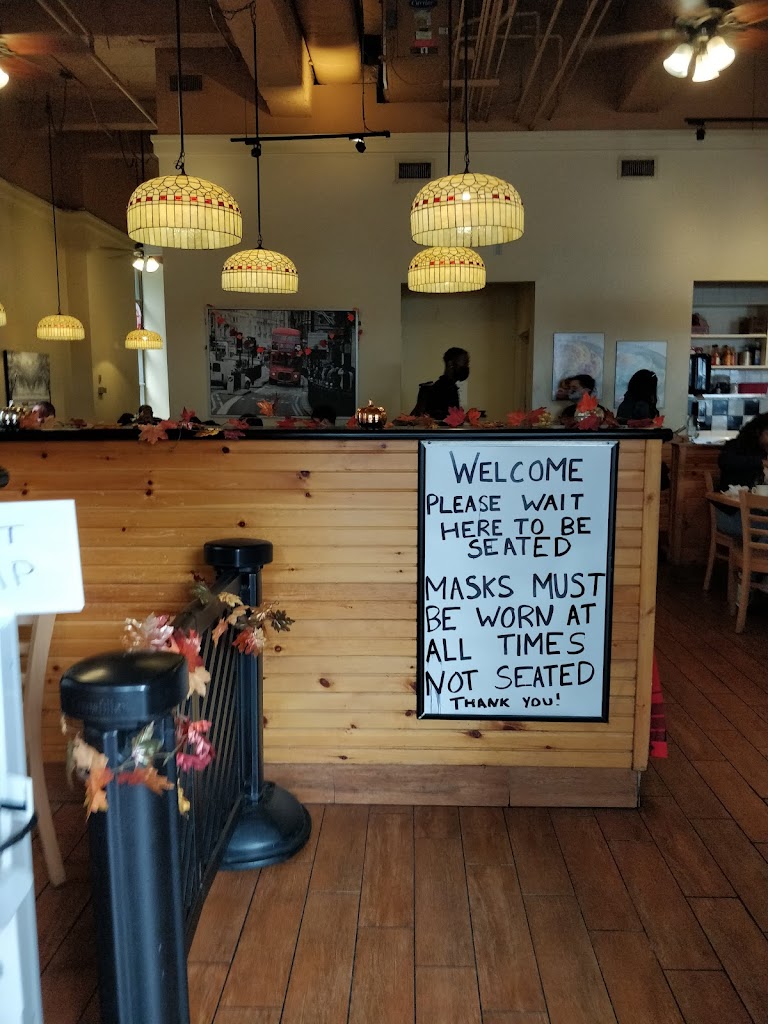 WELCOME
PLEASE WAIT
HERE TO BE
SEATED
MASKS MUST
BE WORN AT
ALL TIMES
NOT SEATED
THANK YOU!